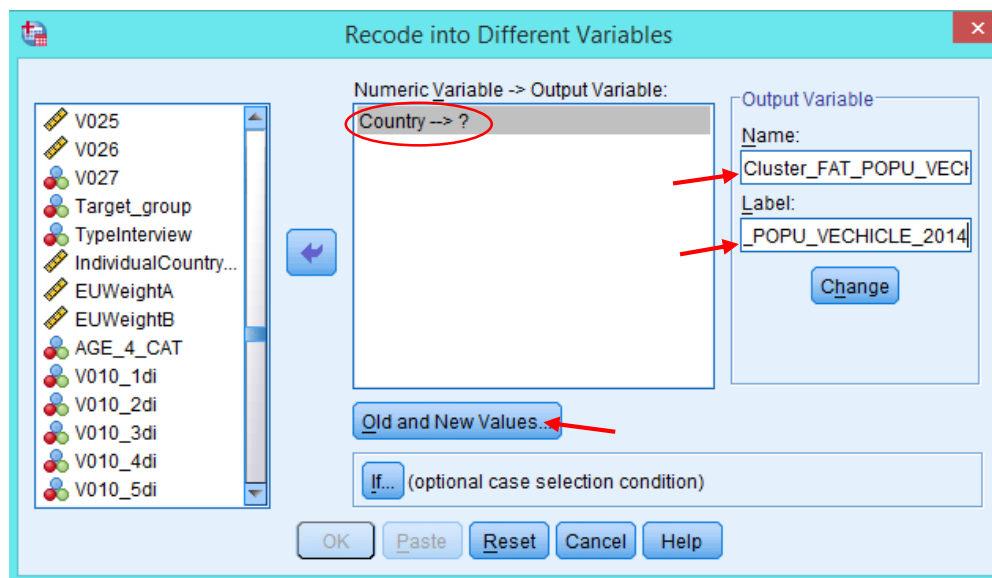 Recode into Different Variables
V025
V026
V027
Target_group
TypeInterview
IndividualCountry...
EUWeightA
EUWeightB
AGE_4_CAT
V010_1di
V010_2di
V010_3di
V010_4di
V010_5di
Numeric Variable -> Output Variable:
Country --> ?
Output Variable
Name:
Cluster_FAT_POPU_VECH
Label:
_POPU_VECHICLE_2014
Change
Old and New Values...
If... (optional case selection condition)
OK Paste Reset Cancel Help